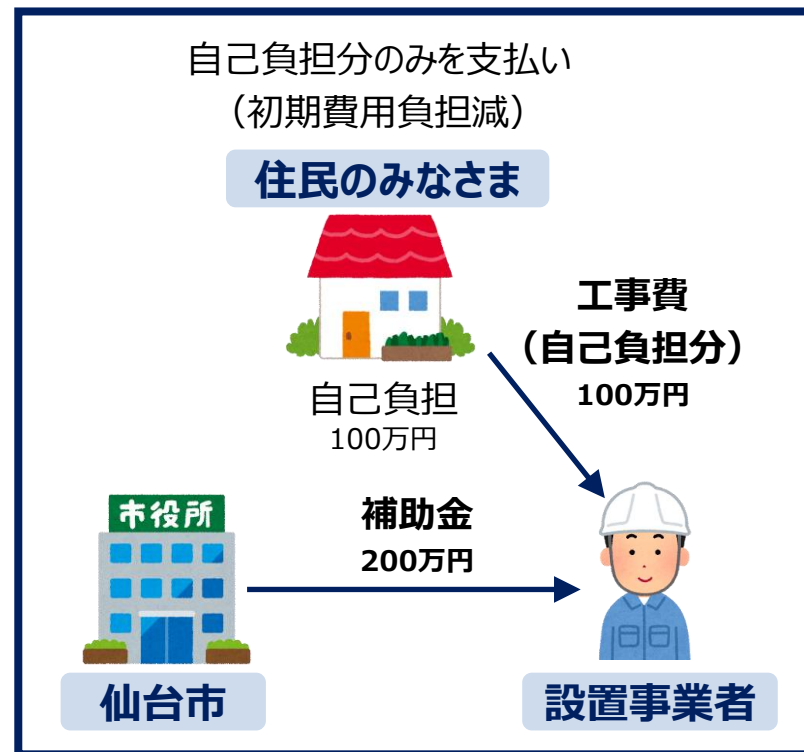 自己負担分のみを支払い
（初期費用負担減）
住民のみなさま
工事費
（自己負担分）
100万円
自己負担
100万円
市役所
補助金
200万円
仙台市
設置事業者